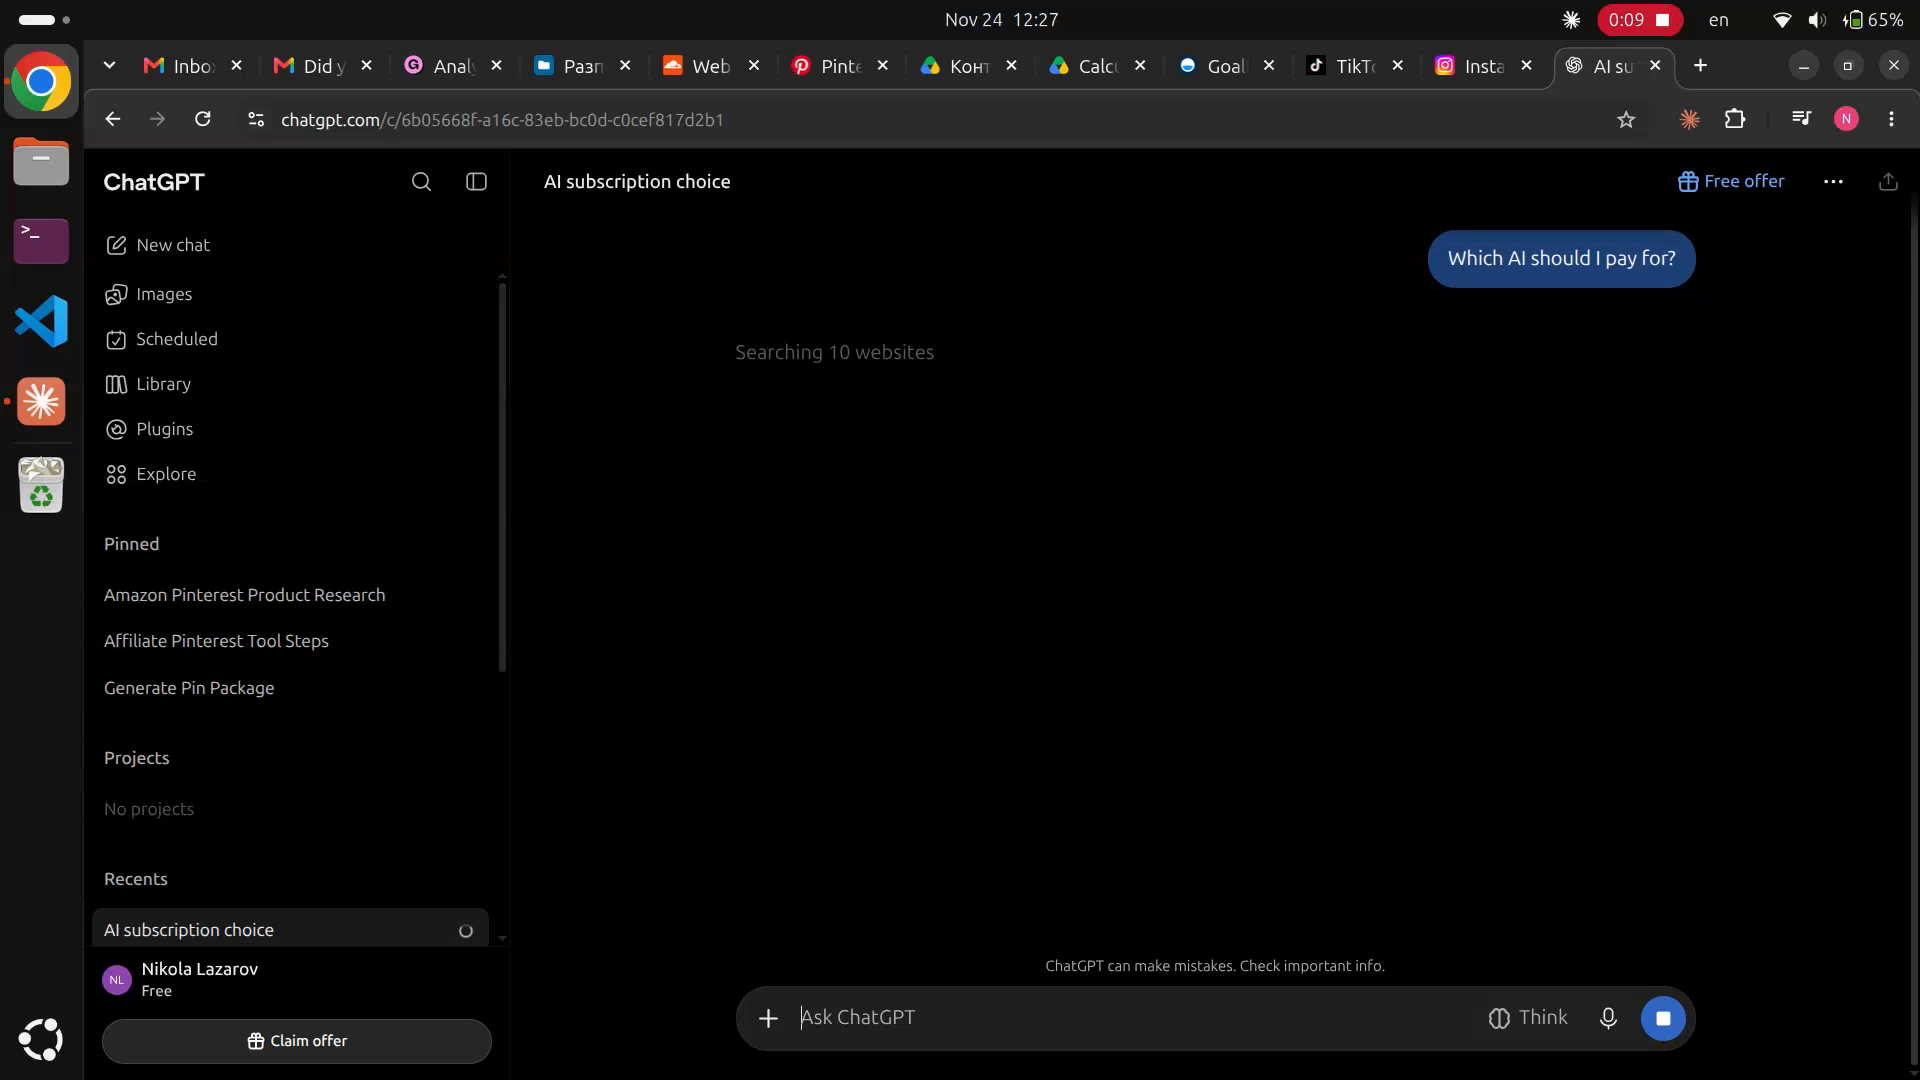 Nov 24 12:27
0:09
en
65%
Inbo
Did y
Anal
Разп
Web
Pinte
Конт
Calcu
Goal
TikTo
Insta
AI su
chatgpt.com/c/6b05668f-a16c-83eb-bc0d-c0cef817d2b1
N
ChatGPT
AI subscription choice
Free offer
New chat
Which AI should I pay for?
Images
Scheduled
Searching 10 websites
Library
Plugins
Explore
Pinned
Amazon Pinterest Product Research
Affiliate Pinterest Tool Steps
Generate Pin Package
Projects
No projects
Recents
AI subscription choice
NL
Nikola Lazarov
Free
ChatGPT can make mistakes. Check important info.
Ask ChatGPT
Think
Claim offer